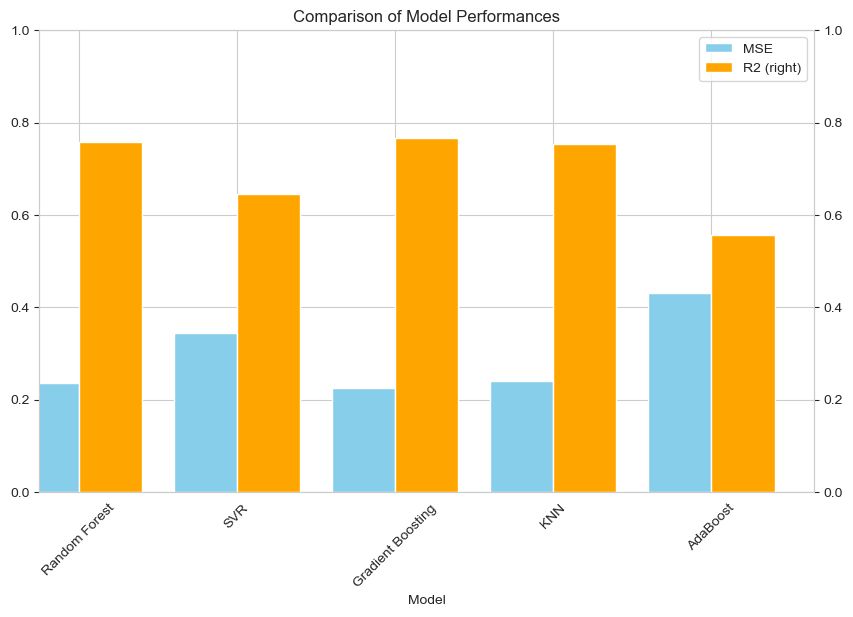 Comparison of Model Performances
MSE
R2 (right)
1.0
0.8
0.6
0.4
0.2
0.0
1.0
0.8
0.6
0.4
0.2
0.0
Random Forest
SVR
Gradient Boosting
KNN
AdaBoost
Model